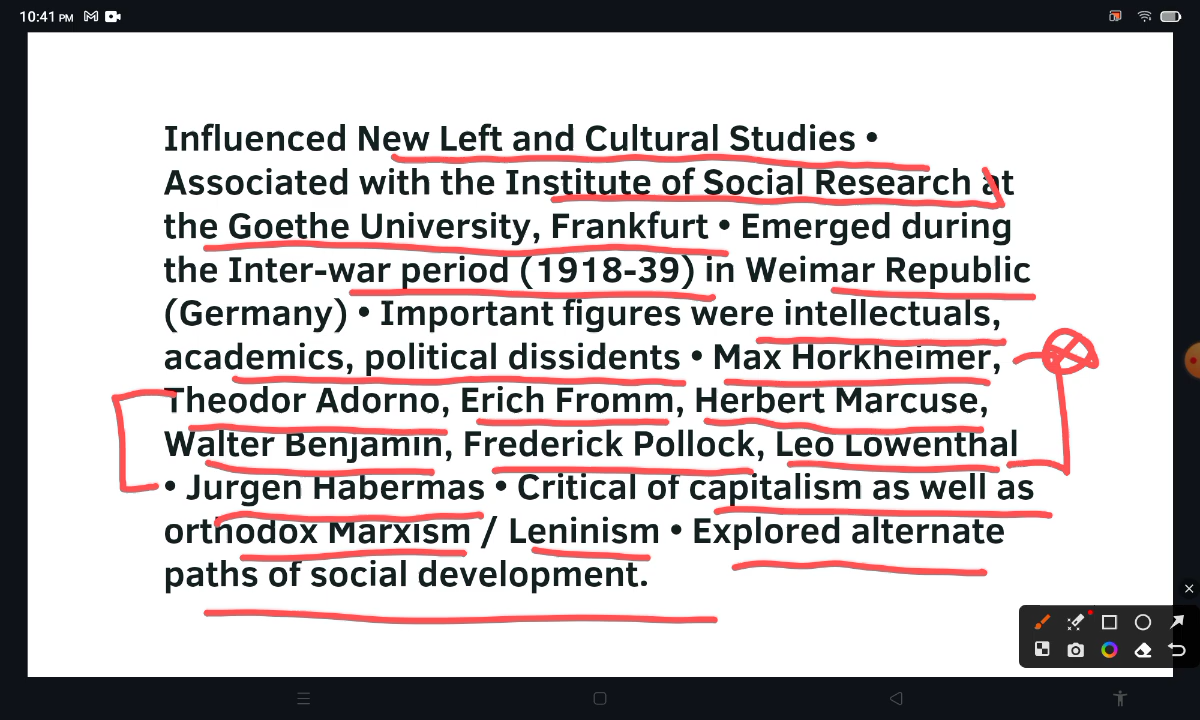 10:41 PM
Influenced New Left and Cultural Studies •
Associated with the Institute of Social Research at
the Goethe University, Frankfurt • Emerged during
the Inter-war period (1918-39) in Weimar Republic
(Germany) • Important figures were intellectuals,
academics, political dissidents • Max Horkheimer,
Theodor Adorno, Erich Fromm, Herbert Marcuse,
Walter Benjamin, Frederick Pollock, Leo Lowenthal
• Jurgen Habermas • Critical of capitalism as well as
orthodox Marxism / Leninism • Explored alternate
paths of social development.